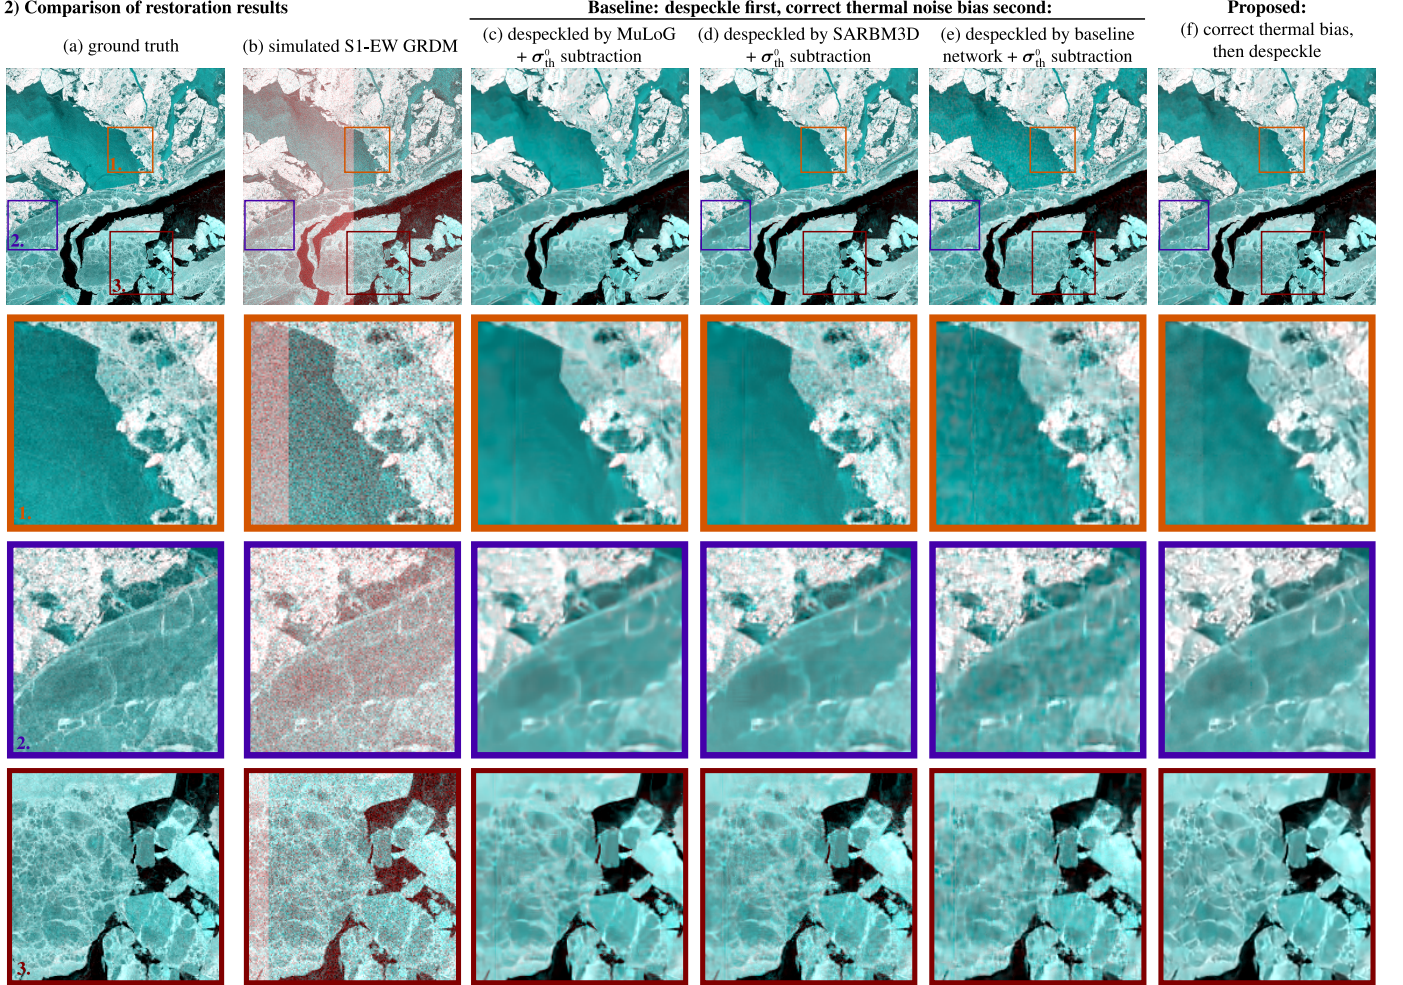 2) Comparison of restoration results
Baseline: despeckle first, correct thermal noise bias second:
Proposed:
(a) ground truth
(b) simulated S1-EW GRDM
(c) despeckled by MuLoG
+ σ⁰th subtraction
(d) despeckled by SARBM3D
+ σ⁰th subtraction
(e) despeckled by baseline
network + σ⁰th subtraction
(f) correct thermal bias,
then despeckle
1.
2.
3.
1.
2.
3.